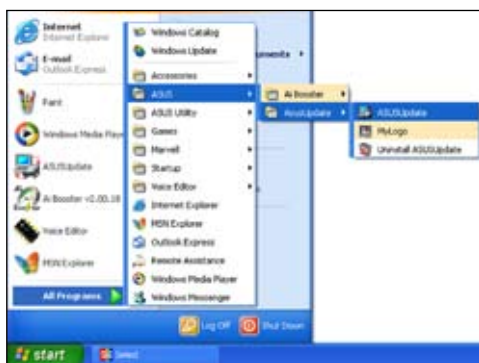 Internet
Internet Explorer
E-mail
Outlook Express
Paint
Windows Media Player
ASUSUpdate
Ai Booster v2.00.18
Voice Editor
MSN Explorer
All Programs
Windows Catalog
Windows Update
Accessories
ASUS
ASUS Utility
Games
Marvell
Startup
Voice Editor
Internet Explorer
MSN Explorer
Outlook Express
Remote Assistance
Windows Media Player
Windows Messenger
Ai Booster
AsusUpdate
ASUSUpdate
MyLogo
Uninstall ASUSUpdate
Log Off
Shut Down
start